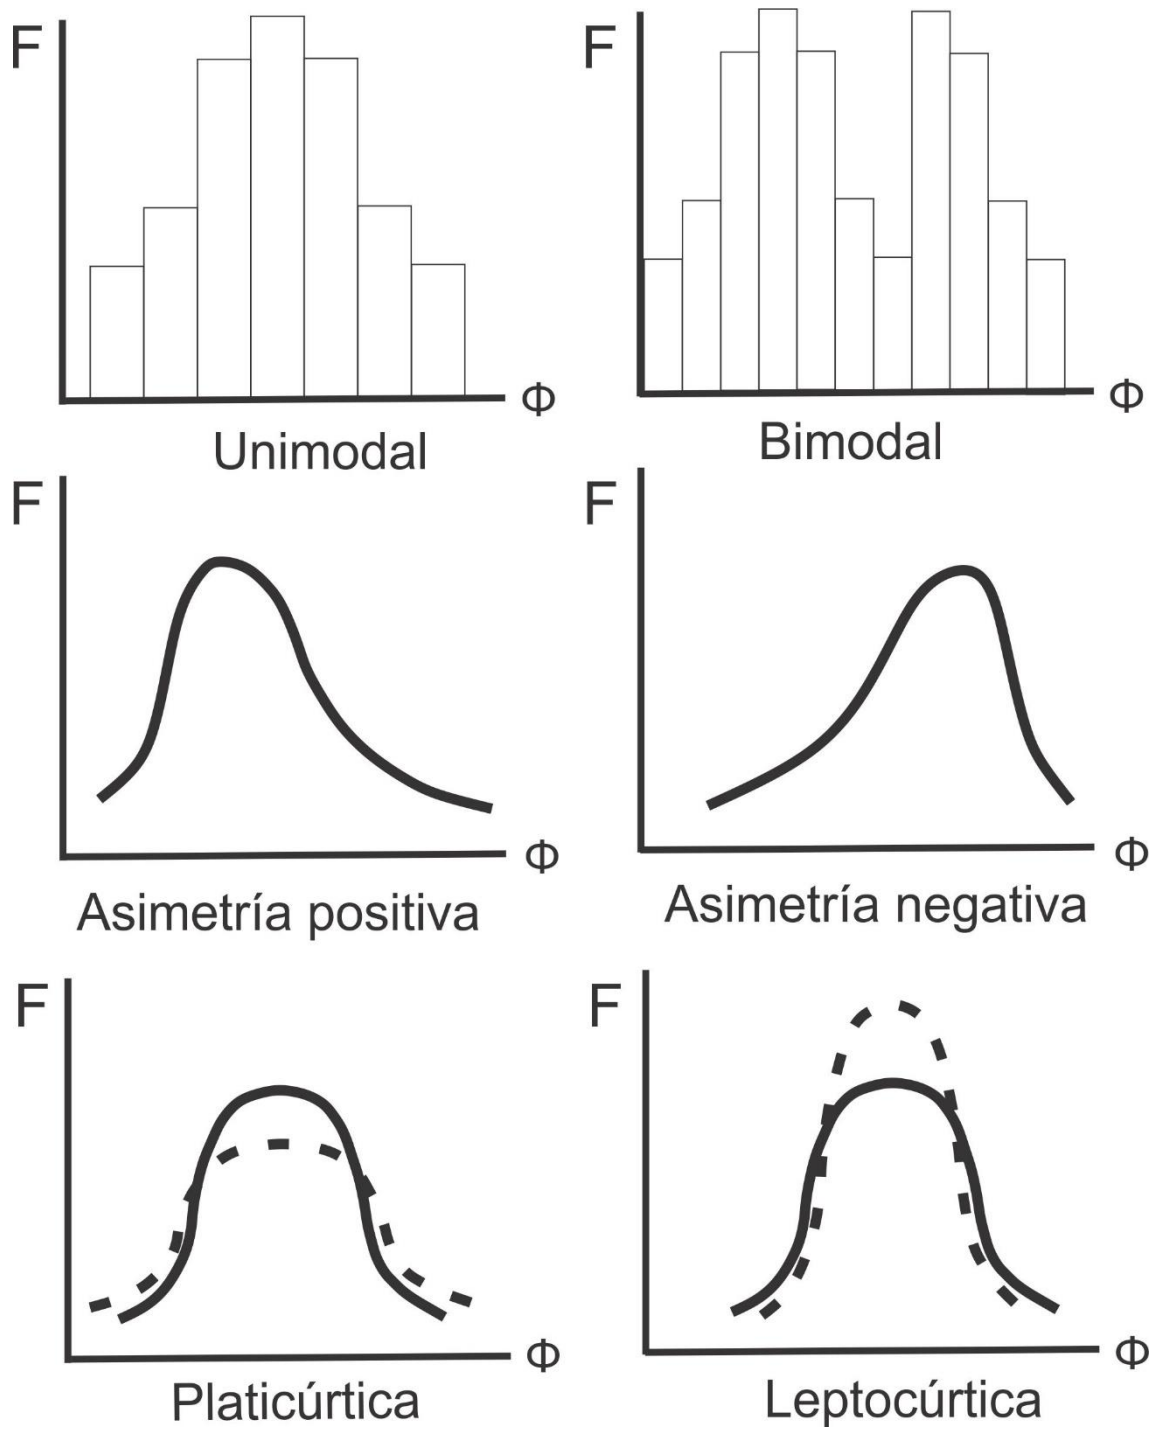 F
F
Φ
Φ
Unimodal
Bimodal
F
F
Φ
Φ
Asimetría positiva
Asimetría negativa
F
F
Φ
Φ
Platicúrtica
Leptocúrtica